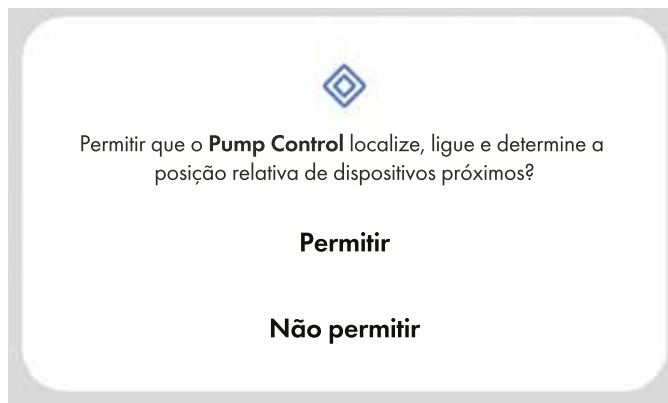 Permitir que o Pump Control localize, ligue e determine a
posição relativa de dispositivos próximos?
Permitir
Não permitir